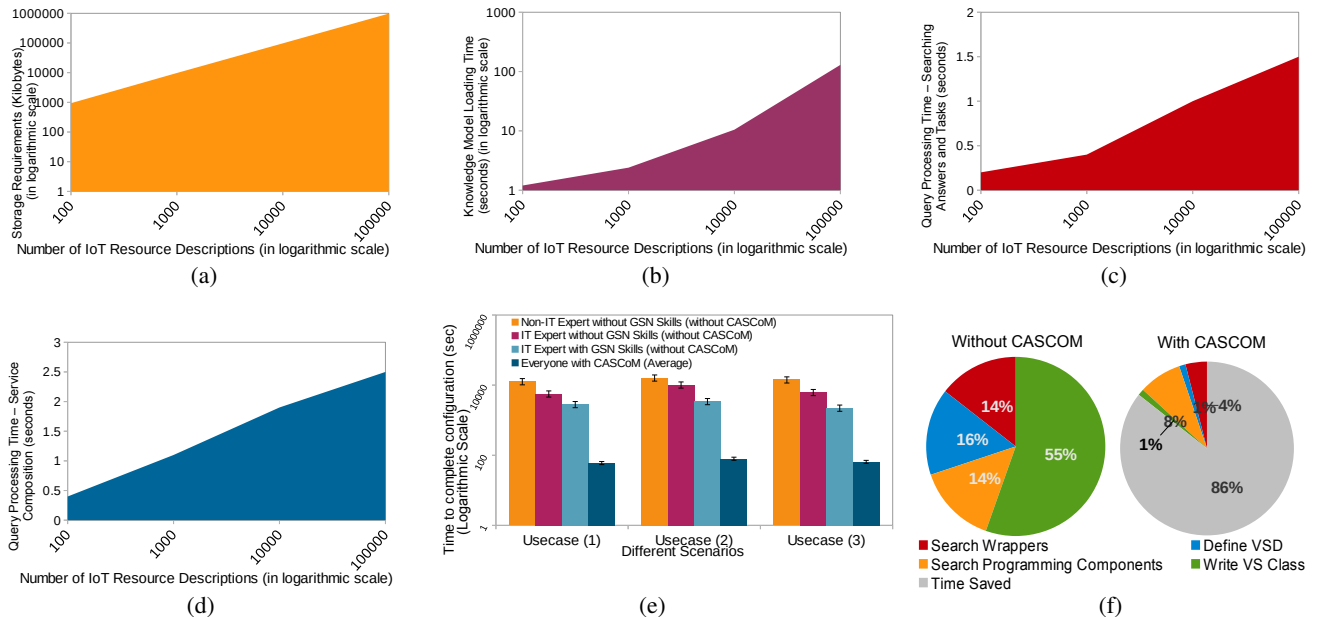 Storage Requirements (Kilobytes)
(in logarithmic scale)
1000000
100000
10000
1000
100
10
1
100
1000
10000
100000
Number of IoT Resource Descriptions (in logarithmic scale)
(a)
Knowledge Model Loading Time
(seconds) (in logarithmic scale)
1000
100
10
1
100
1000
10000
100000
Number of IoT Resource Descriptions (in logarithmic scale)
(b)
Query Processing Time – Searching
Answers and Tasks (seconds)
2
1.5
1
0.5
0
100
1000
10000
100000
Number of IoT Resource Descriptions (in logarithmic scale)
(c)
Query Processing Time – Service
Composition (seconds)
3
2.5
2
1.5
1
0.5
0
100
1000
10000
100000
Number of IoT Resource Descriptions (in logarithmic scale)
(d)
Time to complete configuration (sec)
(Logarithmic Scale)
1000000
10000
100
1
Non-IT Expert without GSN Skills (without CASCoM)
IT Expert without GSN Skills (without CASCoM)
IT Expert with GSN Skills (without CASCoM)
Everyone with CASCoM (Average)
Usecase (1)
Usecase (2)
Usecase (3)
Different Scenarios
(e)
Without CASCOM
14%
16%
55%
14%
With CASCOM
1%
4%
8%
1%
86%
Search Wrappers
Define VSD
Search Programming Components
Write VS Class
Time Saved
(f)